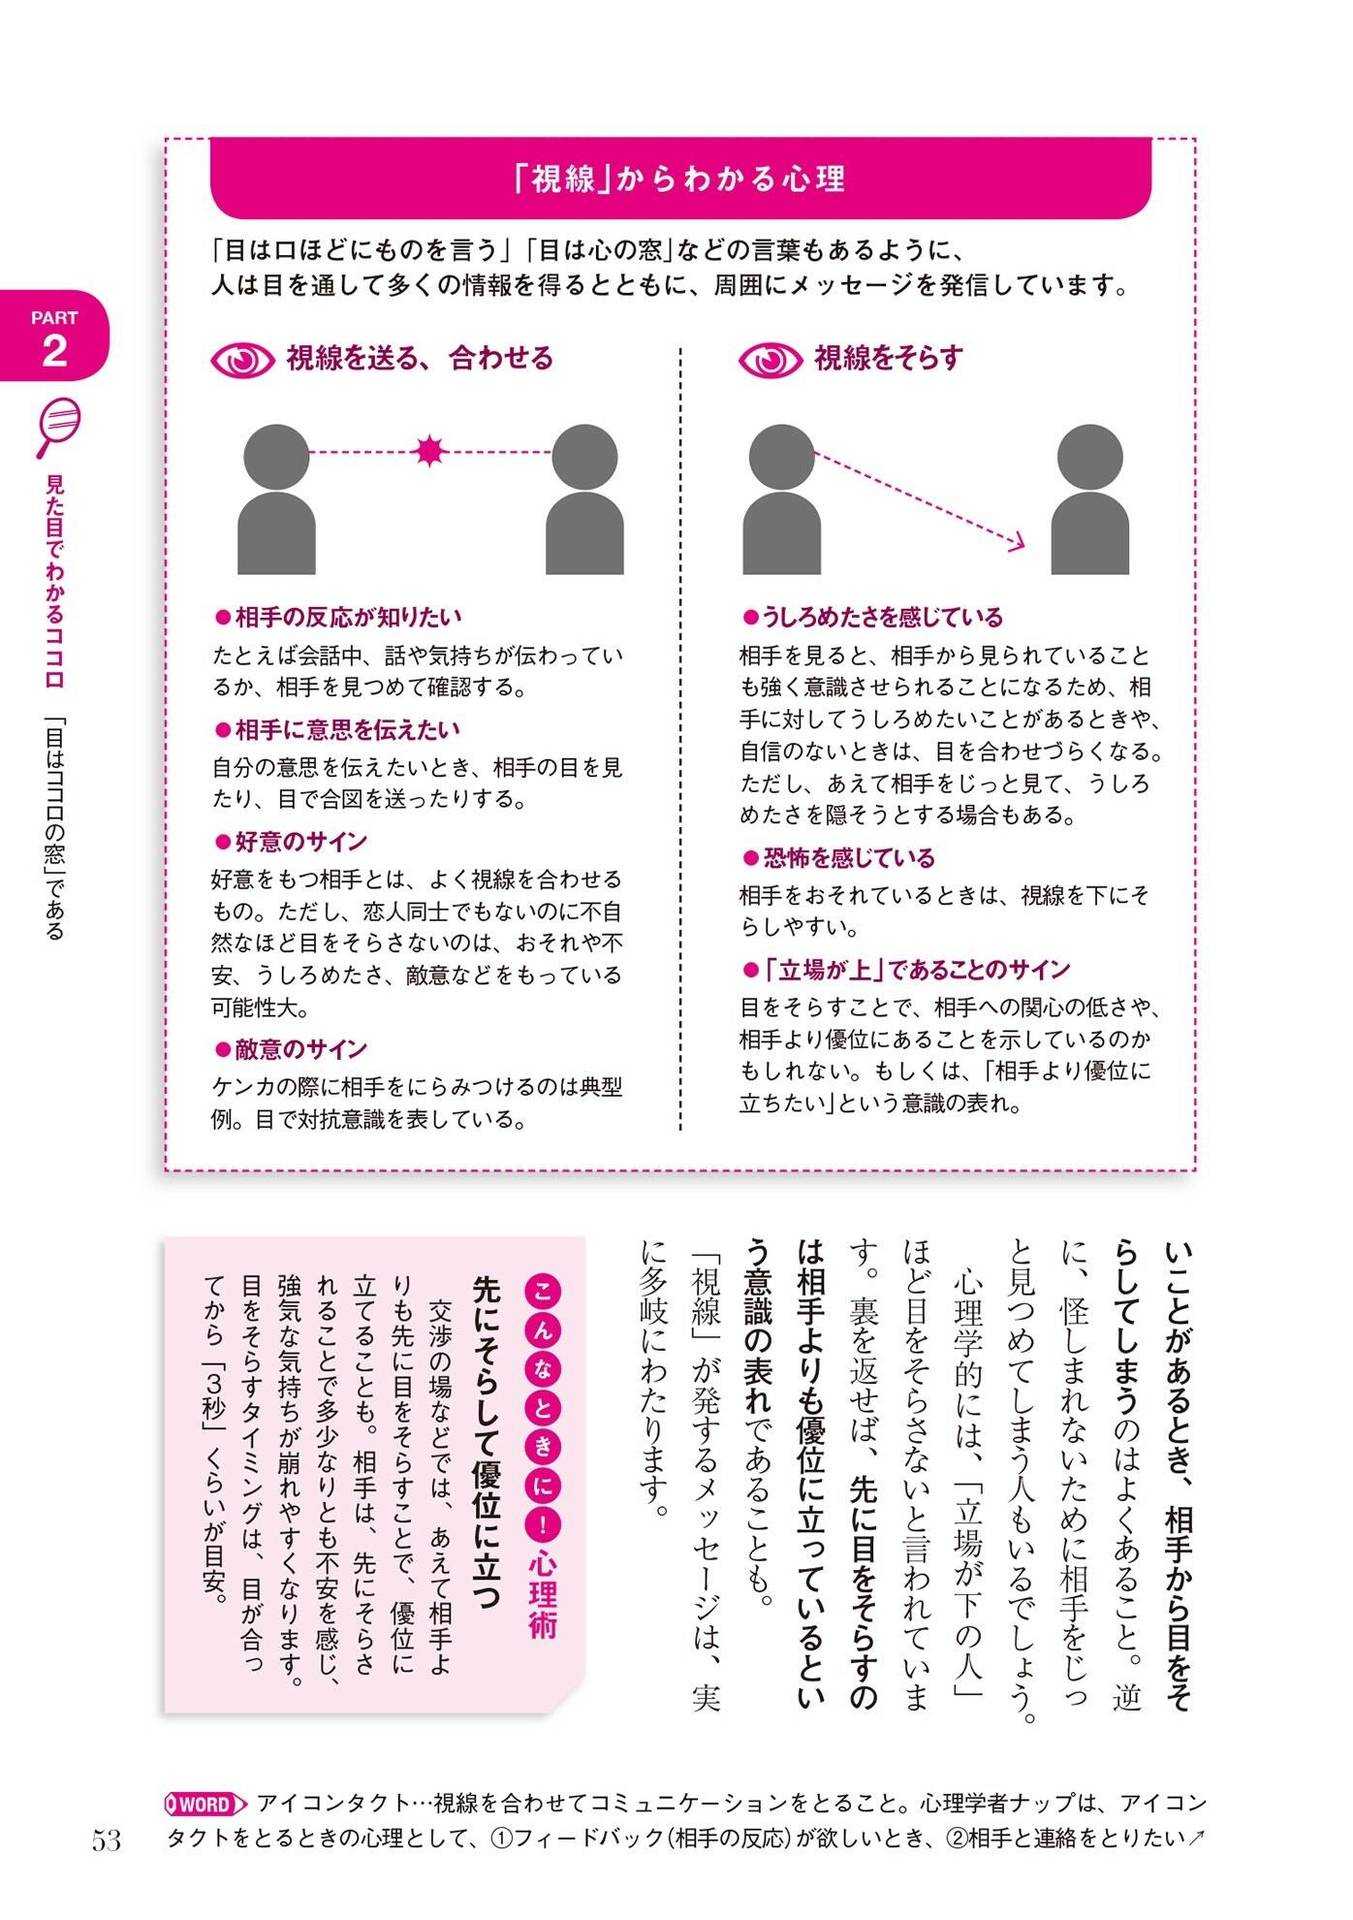 「視線」からわかる心理
「目は口ほどにものを言う」「目は心の窓」などの言葉もあるように、
人は目を通して多くの情報を得るとともに、周囲にメッセージを発信しています。
視線を送る、合わせる
●相手の反応が知りたい
たとえば会話中、話や気持ちが伝わってい
るか、相手を見つめて確認する。
●相手に意思を伝えたい
自分の意思を伝えたいとき、相手の目を見
たり、目で合図を送ったりする。
●好意のサイン
好意をもつ相手とは、よく視線を合わせる
もの。ただし、恋人同士でもないのに不自
然なほど目をそらさないのは、おそれや不
安、うしろめたさ、敵意などをもっている
可能性大。
●敵意のサイン
ケンカの際に相手をにらみつけるのは典型
例。目で対抗意識を表している。
視線をそらす
●うしろめたさを感じている
相手を見ると、相手から見られていること
も強く意識させられることになるため、相
手に対してうしろめたいことがあるときや、
自信のないときは、目を合わせづらくなる。
ただし、あえて相手をじっと見て、うしろ
めたさを隠そうとする場合もある。
●恐怖を感じている
相手をおそれているときは、視線を下にそ
らしやすい。
●「立場が上」であることのサイン
目をそらすことで、相手への関心の低さや、
相手より優位にあることを示しているのか
もしれない。もしくは、「相手より優位に
立ちたい」という意識の表れ。
PART
2
見た目でわかるココロ 「目はココロの窓」である
いことがあるとき、相手から目をそ
らしてしまうのはよくあること。逆
に、怪しまれないために相手をじっ
と見つめてしまう人もいるでしょう。
心理学的には、「立場が下の人」
ほど目をそらさないと言われていま
す。裏を返せば、先に目をそらすの
は相手よりも優位に立っているとい
う意識の表れであることも。
「視線」が発するメッセージは、実
に多岐にわたります。
こんなときに！心理術
先にそらして優位に立つ
交渉の場などでは、あえて相手よ
りも先に目をそらすことで、優位に
立てることも。相手は、先にそらさ
れることで多少なりとも不安を感じ、
強気な気持ちが崩れやすくなります。
目をそらすタイミングは、目が合っ
てから「3秒」くらいが目安。
WORD アイコンタクト…視線を合わせてコミュニケーションをとること。心理学者ナップは、アイコン
タクトをとるときの心理として、①フィードバック(相手の反応)が欲しいとき、②相手と連絡をとりたい↗
53